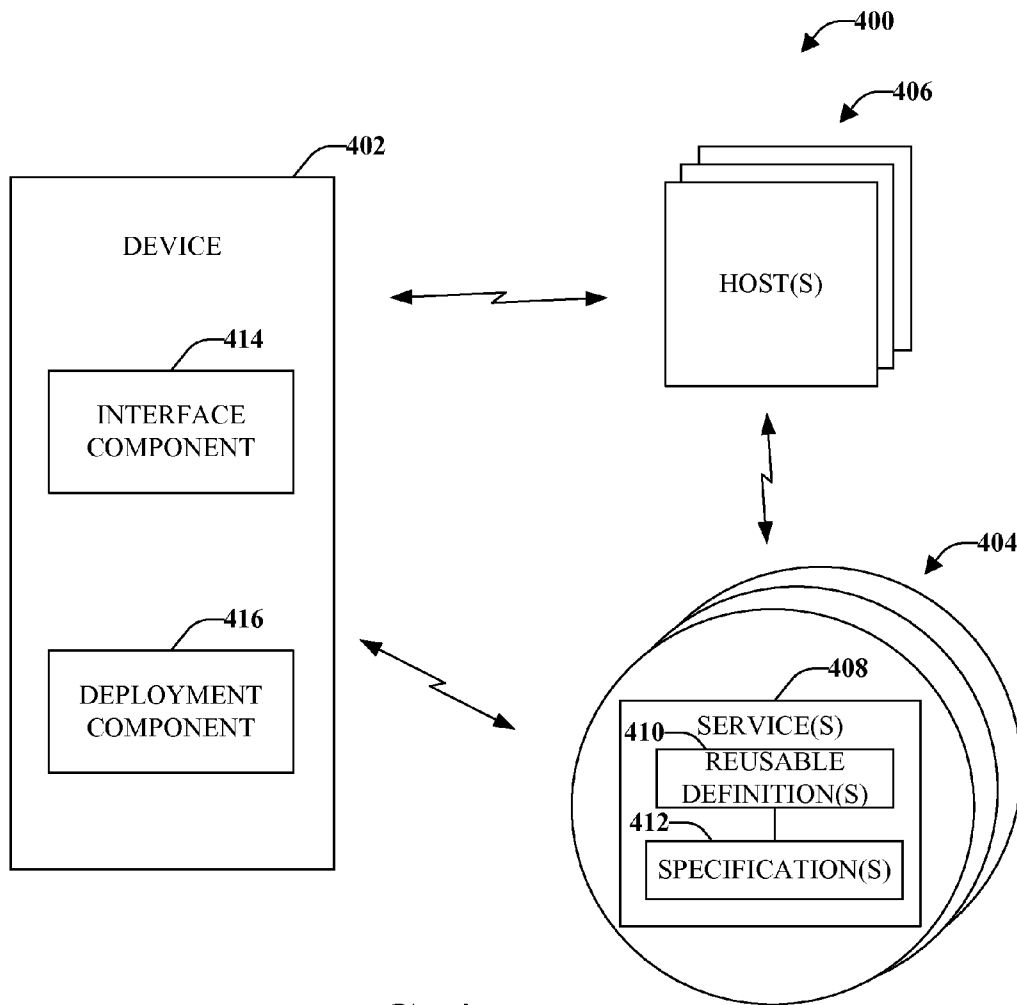 400
406
402
DEVICE
HOST(S)
414
INTERFACE
COMPONENT
404
416
DEPLOYMENT
COMPONENT
408
SERVICE(S)
410
REUSABLE
DEFINITION(S)
412
SPECIFICATION(S)